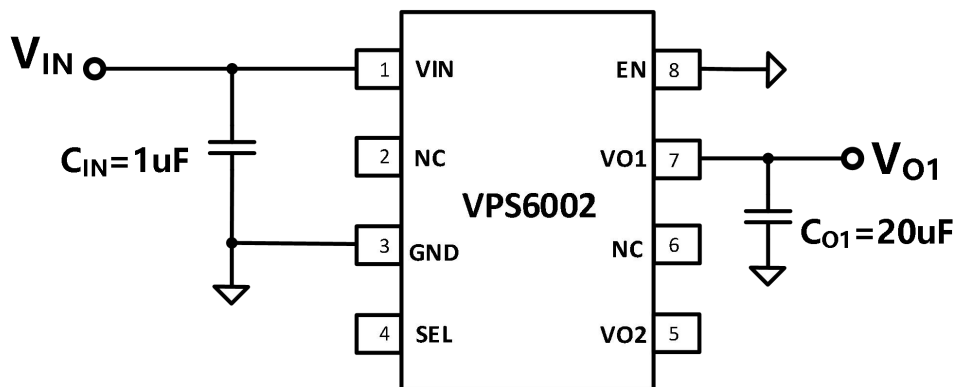 VIN
1 VIN
EN 8
CIN=1uF
2 NC
VO1 7
VO1
VPS6002
3 GND
NC 6
CO1=20uF
4 SEL
VO2 5